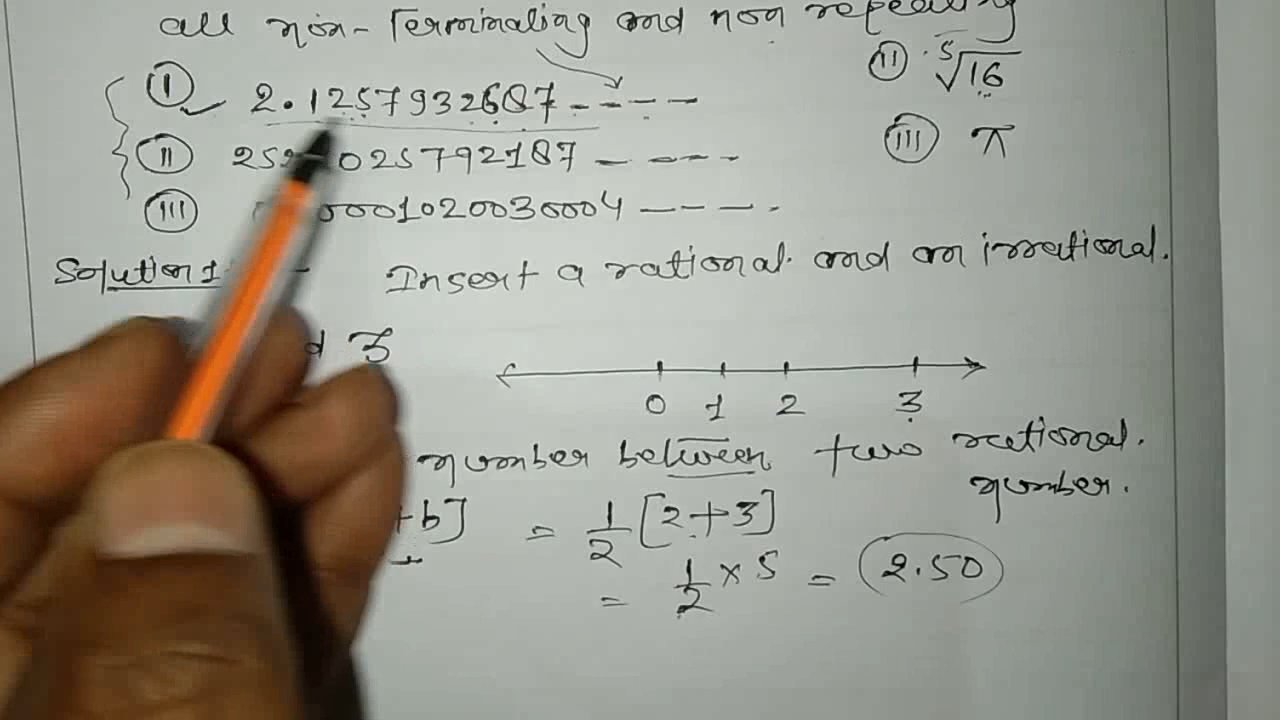 all non-Terminating and non repeating
I 2.12579321687----
II 5√16
II 025792187----
III π
III 0001020030004----
Solution 1:- Insert a rational. and an irrational.
d 3
0 1 2 3
number between two rational.
number.
+b] = 1/2 [2+3]
= 1/2 × 5 = 2.50